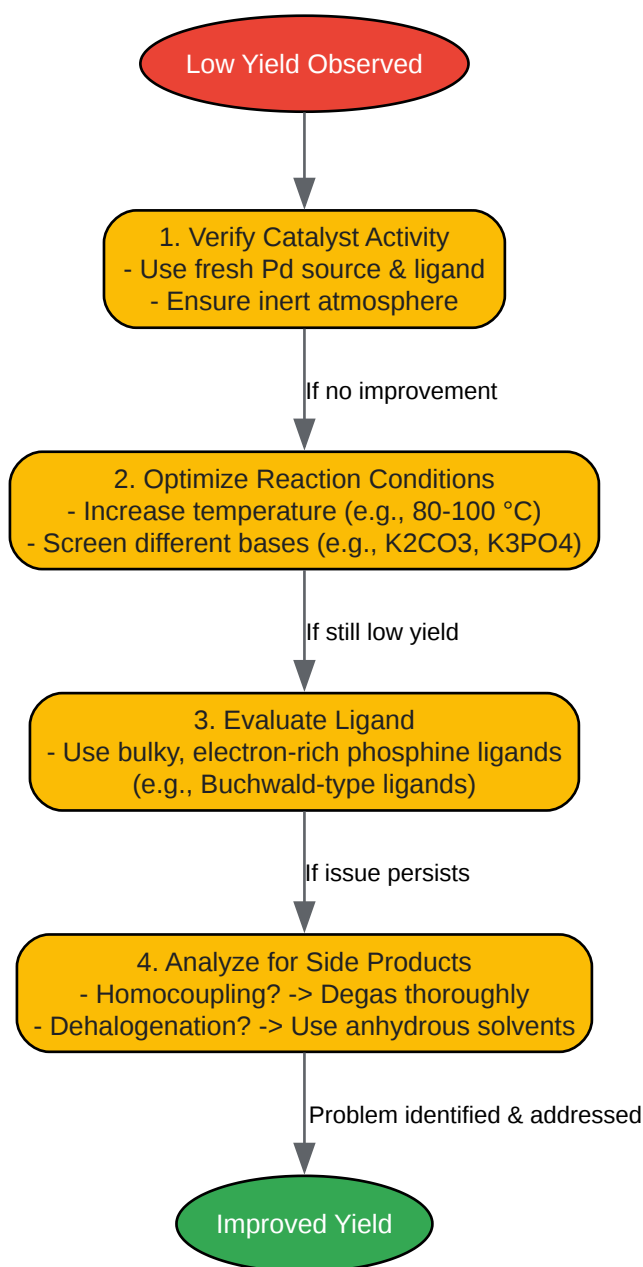 Low Yield Observed
1. Verify Catalyst Activity
- Use fresh Pd source & ligand
- Ensure inert atmosphere
If no improvement
2. Optimize Reaction Conditions
- Increase temperature (e.g., 80-100 °C)
- Screen different bases (e.g., K2CO3, K3PO4)
If still low yield
3. Evaluate Ligand
- Use bulky, electron-rich phosphine ligands
(e.g., Buchwald-type ligands)
If issue persists
4. Analyze for Side Products
- Homocoupling? -> Degas thoroughly
- Dehalogenation? -> Use anhydrous solvents
Problem identified & addressed
Improved Yield